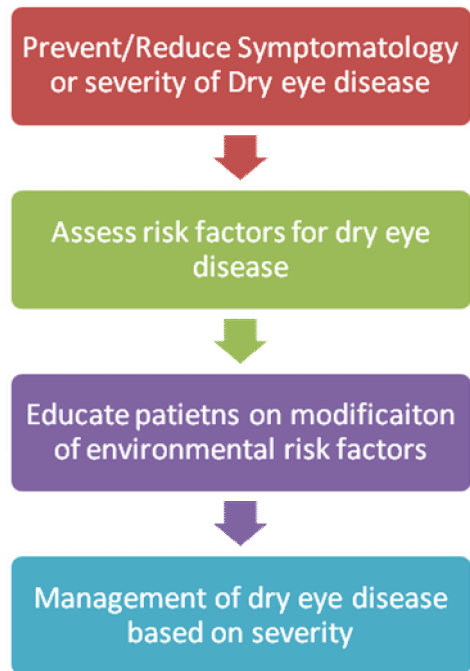 Prevent/Reduce Symptomatology
or severity of Dry eye disease
Assess risk factors for dry eye
disease
Educate patietns on modificaiton
of environmental risk factors
Management of dry eye disease
based on severity